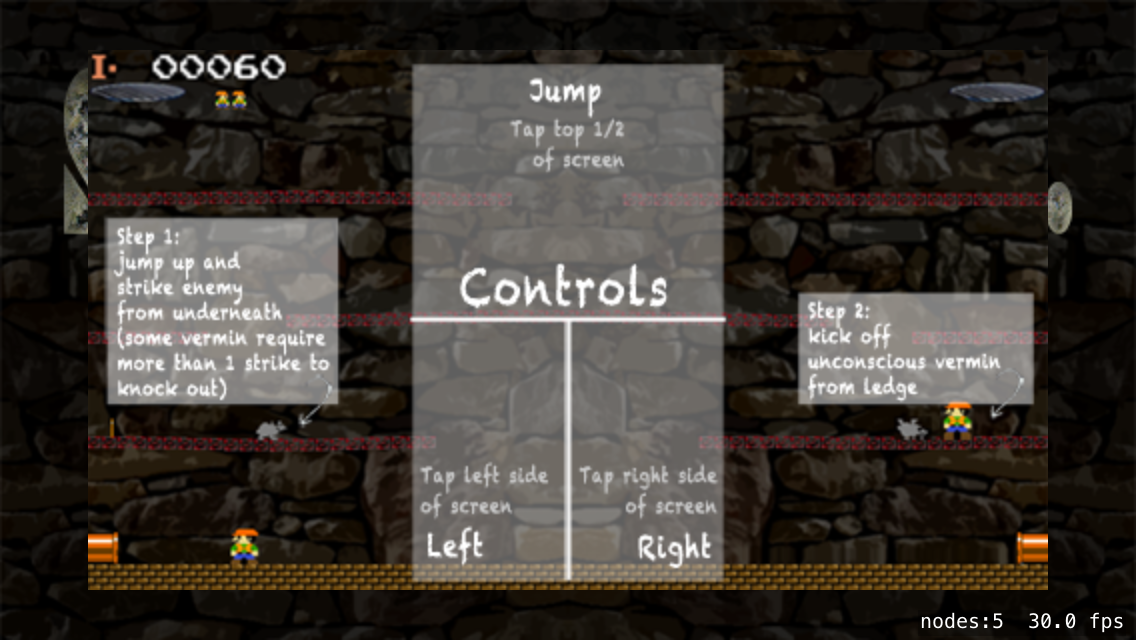 I· 00060
Jump
Tap top 1/2
of screen
Step 1:
jump up and
strike enemy
from underneath
(some vermin require
more than 1 strike to
knock out)
Controls
Step 2:
kick off
unconscious vermin
from ledge
Tap left side
of screen
Left
Tap right side
of screen
Right
nodes:5 30.0 fps